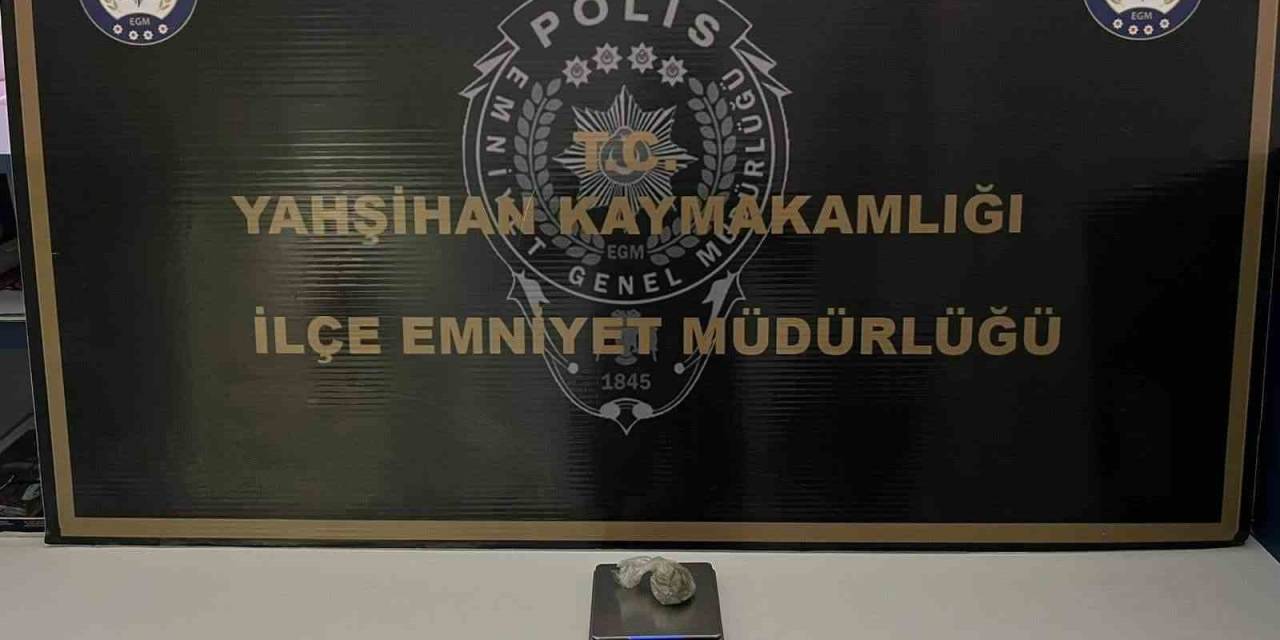 EGM
EGM
POLİS
EMNİYET GENEL MÜDÜRLÜĞÜ
T.C.
YAHŞİHAN KAYMAKAMLIĞI
EGM
İLÇE EMNİYET MÜDÜRLÜĞÜ
1845